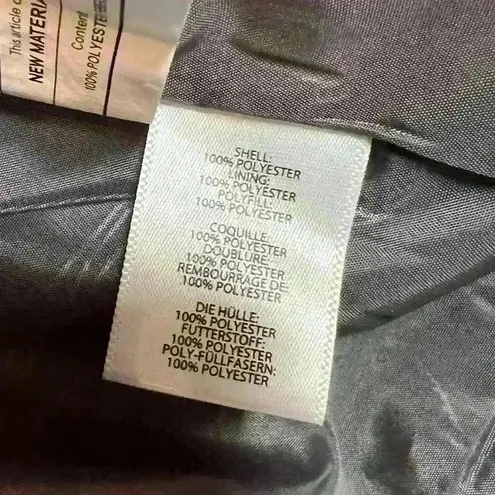 This article
NEW MATERIA
Content
100% POLYESTE
SHELL:
100% POLYESTER
LINING:
100% POLYESTER
POLYFILL:
100% POLYESTER
COQUILLE:
100% POLYESTER
DOUBLURE:
100% POLYESTER
REMBOURRAGE DE:
100% POLYESTER
DIE HÜLLE:
100% POLYESTER
FUTTERSTOFF:
100% POLYESTER
POLY-FÜLLFASERN:
100% POLYESTER